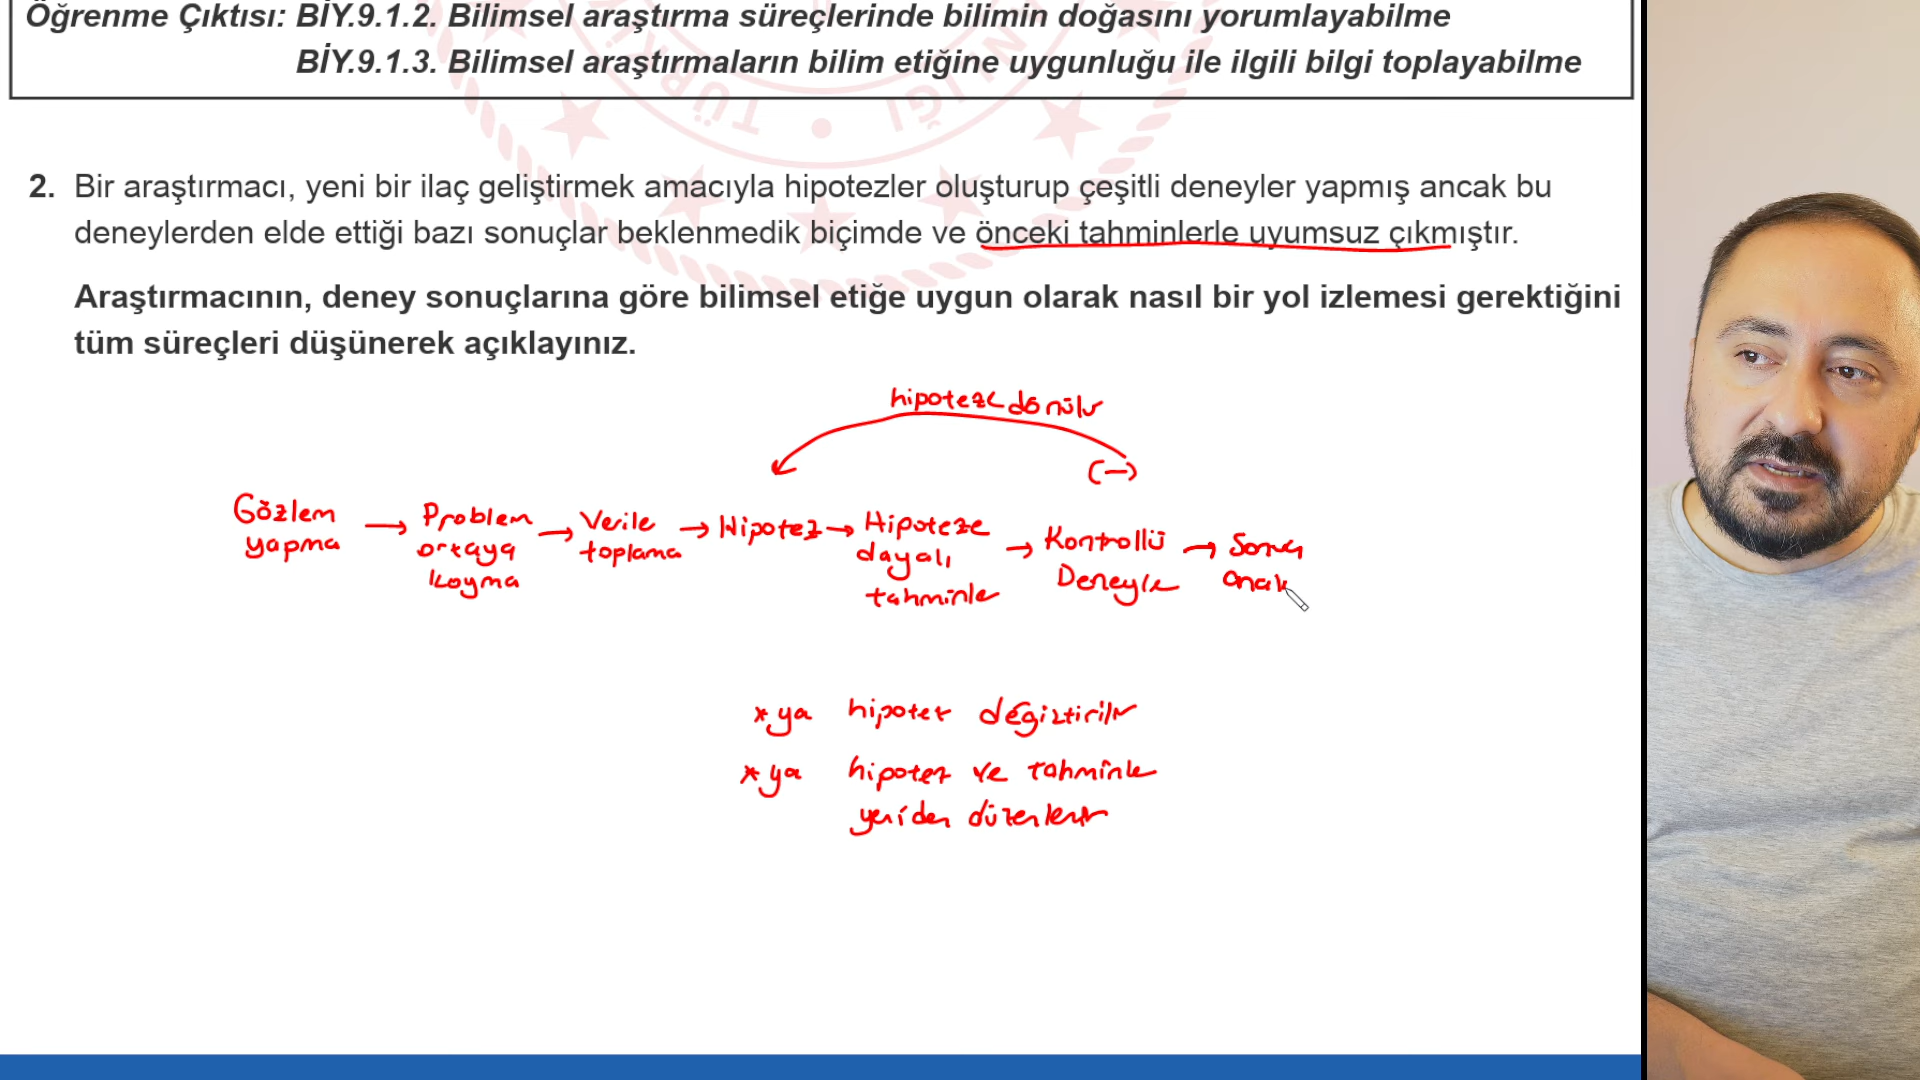 Öğrenme Çıktısı: BİY.9.1.2. Bilimsel araştırma süreçlerinde bilimin doğasını yorumlayabilme
BİY.9.1.3. Bilimsel araştırmaların bilim etiğine uygunluğu ile ilgili bilgi toplayabilme
2. Bir araştırmacı, yeni bir ilaç geliştirmek amacıyla hipotezler oluşturup çeşitli deneyler yapmış ancak bu
deneylerden elde ettiği bazı sonuçlar beklenmedik biçimde ve önceki tahminlerle uyumsuz çıkmıştır.
Araştırmacının, deney sonuçlarına göre bilimsel etiğe uygun olarak nasıl bir yol izlemesi gerektiğini
tüm süreçleri düşünerek açıklayınız.
hipoteze dönülür
(-)
Gözlem yapma → Problem ortaya koyma → Verile toplama → Hipotez → Hipoteze dayalı tahminle → Kontrollü Deneyle → Sonuç
* ya hipotez değiştirilir
* ya hipotez ve tahminle
yeniden düzenlenir